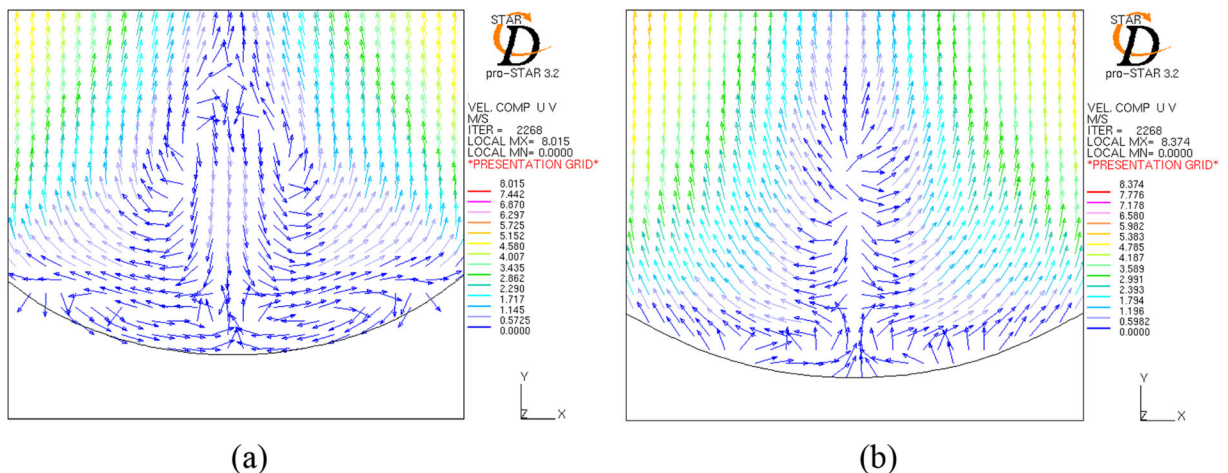 STAR
D
pro-STAR 3.2
VEL. COMP U V
M/S
ITER = 2268
LOCAL MX= 8.015
LOCAL MN= 0.0000
*PRESENTATION GRID*
8.015
7.442
6.870
6.297
5.725
5.152
4.580
4.007
3.435
2.862
2.290
1.717
1.145
0.5725
0.0000
Y
Z X
(a)
STAR
D
pro-STAR 3.2
VEL. COMP U V
M/S
ITER = 2268
LOCAL MX= 8.374
LOCAL MN= 0.0000
*PRESENTATION GRID*
8.374
7.776
7.178
6.580
5.982
5.383
4.785
4.187
3.589
2.991
2.393
1.794
1.196
0.5982
0.0000
Y
Z X
(b)